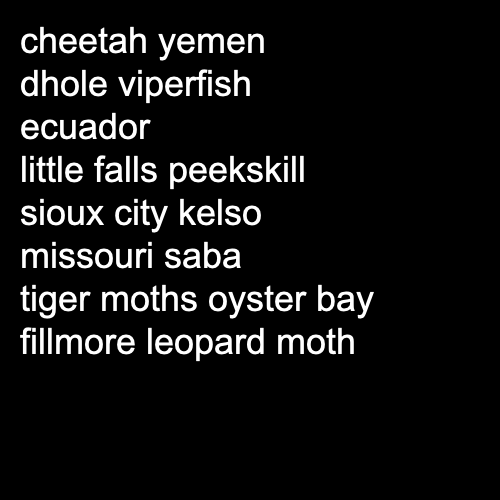 cheetah yemen
dhole viperfish
ecuador
little falls peekskill
sioux city kelso
missouri saba
tiger moths oyster bay
fillmore leopard moth